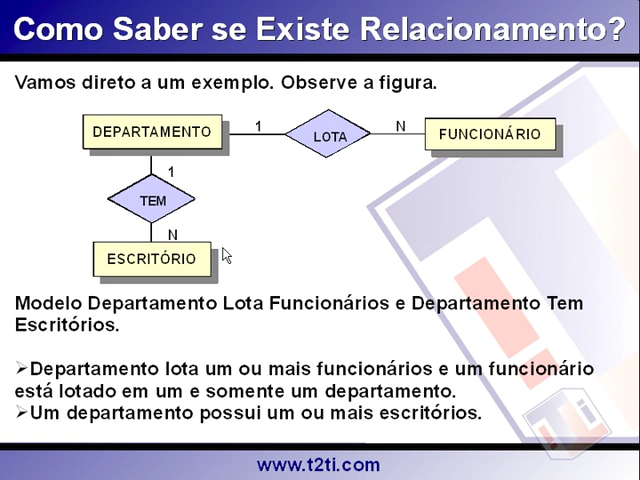 Como Saber se Existe Relacionamento?
Vamos direto a um exemplo. Observe a figura.
DEPARTAMENTO
1
LOTA
N
FUNCIONÁRIO
1
TEM
N
ESCRITÓRIO
Modelo Departamento Lota Funcionários e Departamento Tem
Escritórios.
Departamento lota um ou mais funcionários e um funcionário
está lotado em um e somente um departamento.
Um departamento possui um ou mais escritórios.
www.t2ti.com